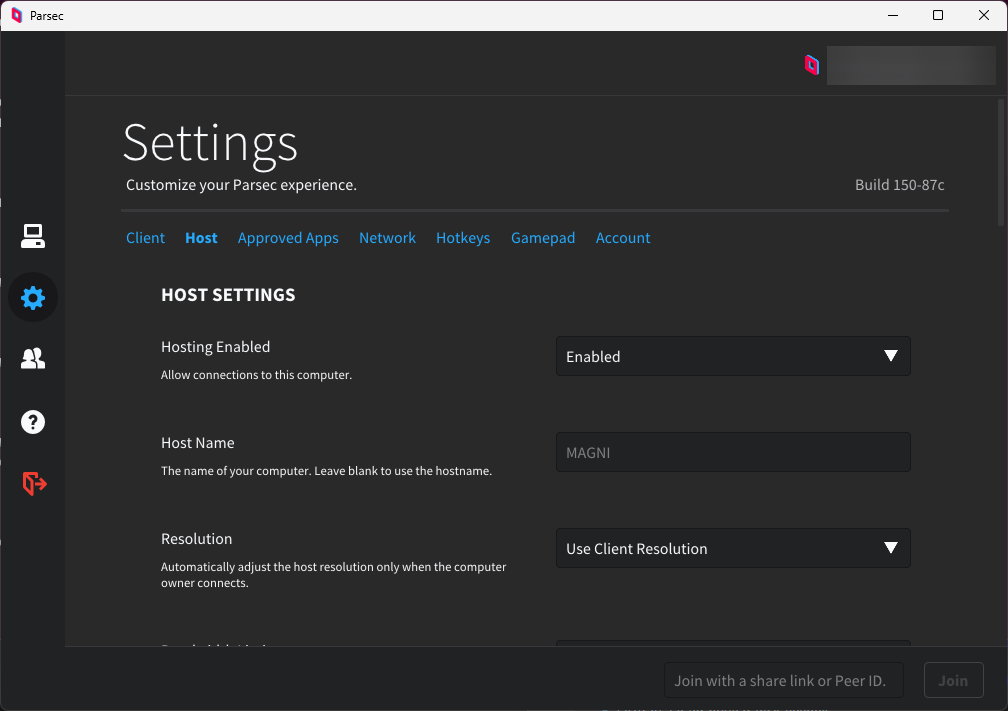 Parsec
Settings
Customize your Parsec experience.
Build 150-87c
Client Host Approved Apps Network Hotkeys Gamepad Account
HOST SETTINGS
Hosting Enabled
Enabled
Allow connections to this computer.
Host Name
MAGNI
The name of your computer. Leave blank to use the hostname.
Resolution
Use Client Resolution
Automatically adjust the host resolution only when the computer
owner connects.
Join with a share link or Peer ID.
Join